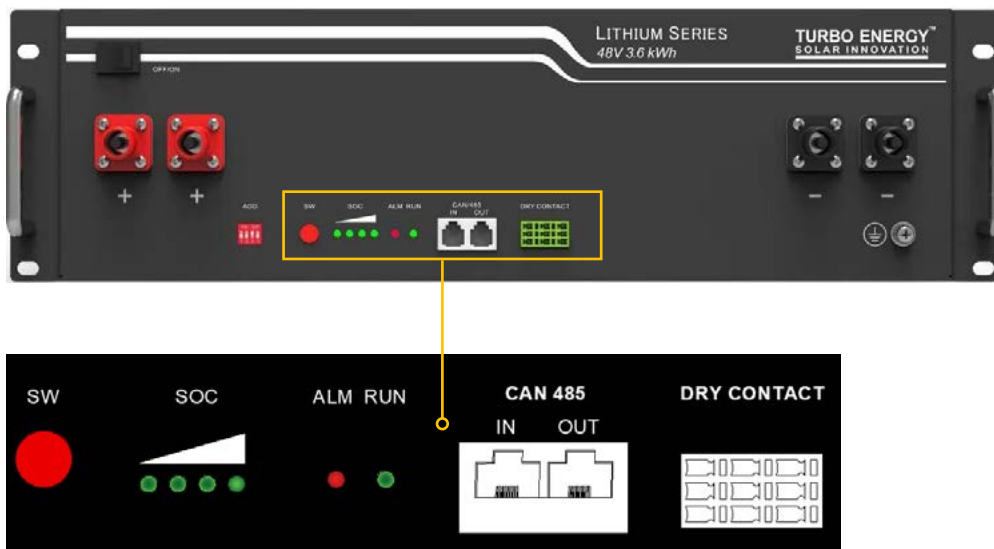 LITHIUM SERIES
48V 3.6 kWh
TURBO ENERGY™
SOLAR INNOVATION
OFF/ON
+ +
- -
ADD
SW
SOC
ALM RUN
CAN/485
IN OUT
DRY CONTACT
SW
SOC
ALM RUN
CAN 485
IN OUT
DRY CONTACT